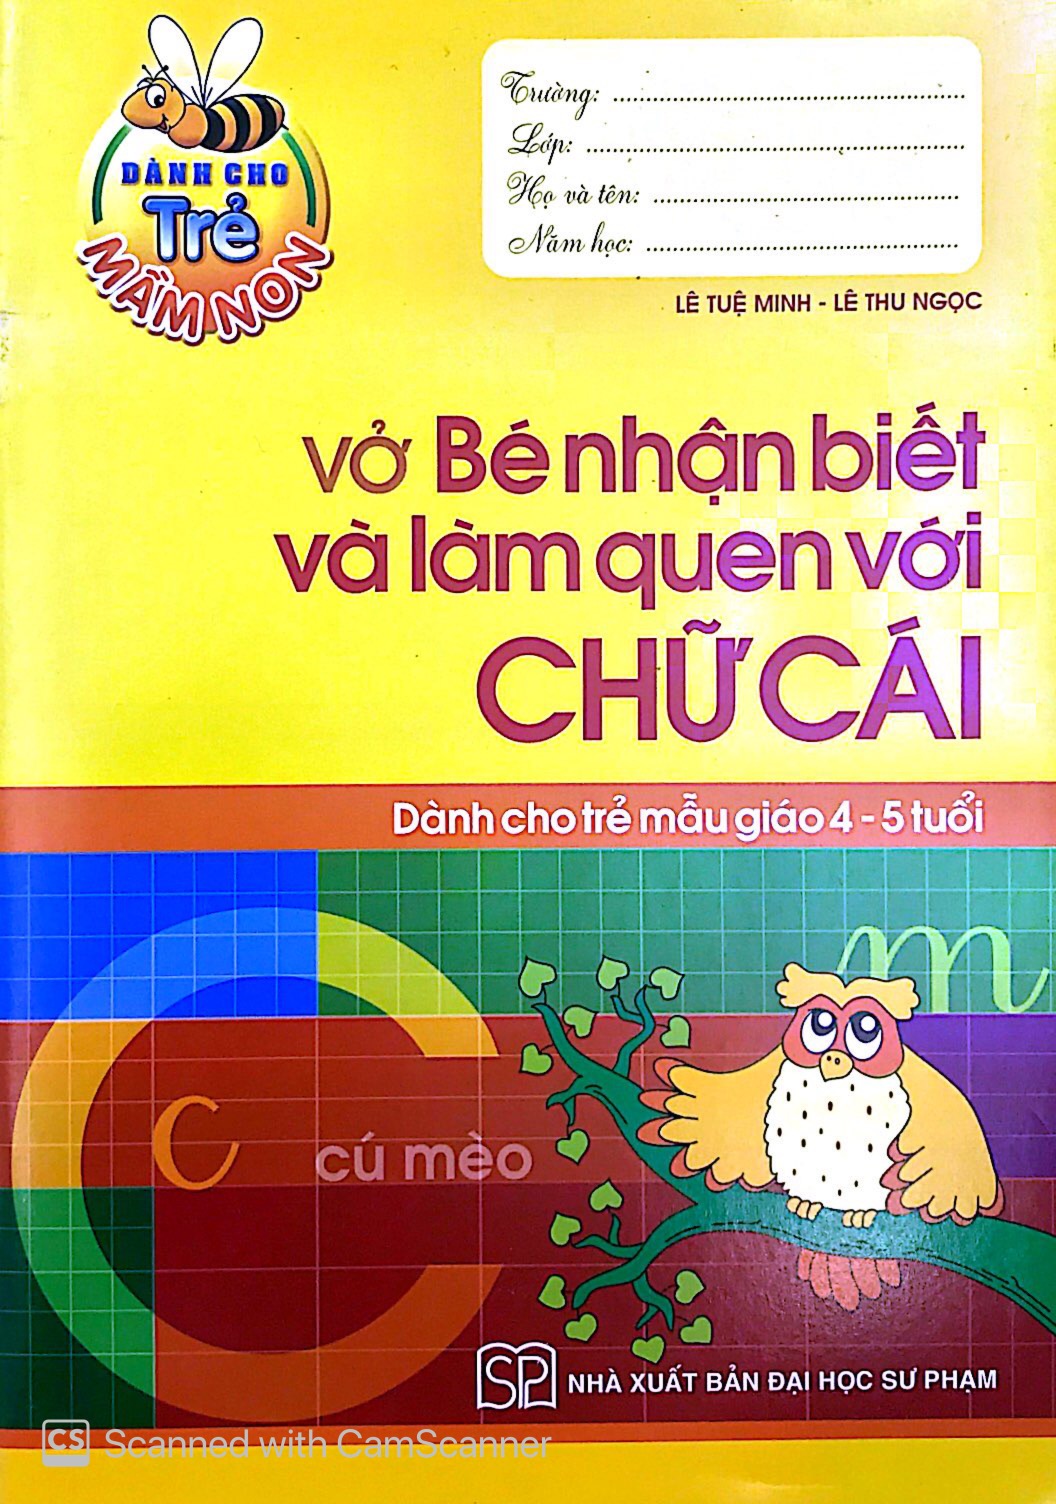 DÀNH CHO
Trẻ
MẦM NON
Trường: ........................................
Lớp: ........................................
Họ và tên: ........................................
Năm học: ........................................
LÊ TUỆ MINH - LÊ THU NGỌC
VỞ Bé nhận biết
và làm quen với
CHỮ CÁI
Dành cho trẻ mẫu giáo 4 - 5 tuổi
m
c
cú mèo
SP
NHÀ XUẤT BẢN ĐẠI HỌC SƯ PHẠM
CS Scanned with CamScanner